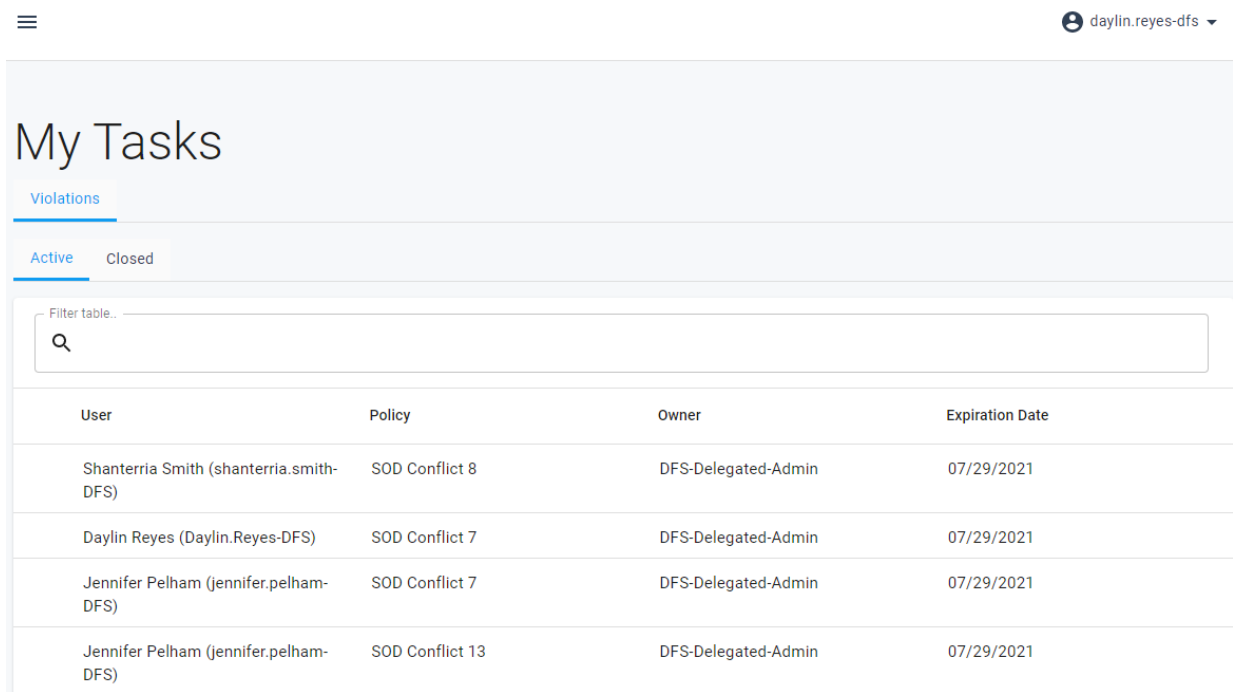 daylin.reyes-dfs
My Tasks
Violations
Active Closed
Filter table..
User Policy Owner Expiration Date
Shanterria Smith (shanterria.smith- SOD Conflict 8 DFS-Delegated-Admin 07/29/2021
DFS)
Daylin Reyes (Daylin.Reyes-DFS) SOD Conflict 7 DFS-Delegated-Admin 07/29/2021
Jennifer Pelham (jennifer.pelham- SOD Conflict 7 DFS-Delegated-Admin 07/29/2021
DFS)
Jennifer Pelham (jennifer.pelham- SOD Conflict 13 DFS-Delegated-Admin 07/29/2021
DFS)